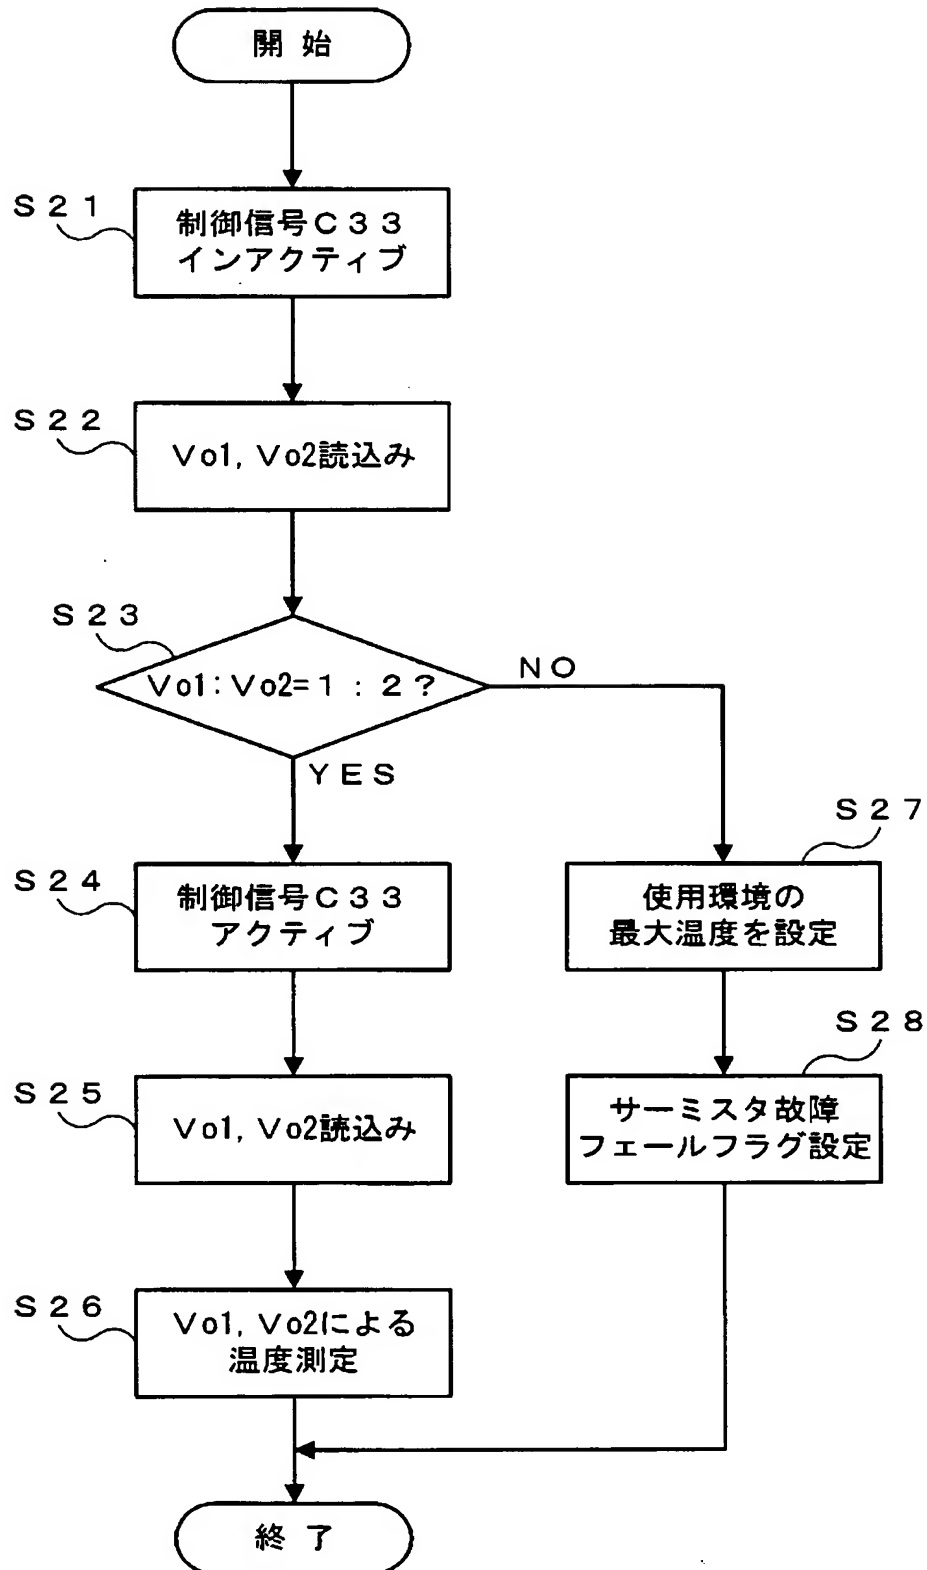 開始
S21
制御信号C33
インアクティブ
S22
Vo1, Vo2読込み
S23
Vo1:Vo2=1:2?
NO
YES
S24
制御信号C33
アクティブ
S27
使用環境の
最大温度を設定
S25
Vo1, Vo2読込み
S28
サーミスタ故障
フェールフラグ設定
S26
Vo1, Vo2による
温度測定
終了